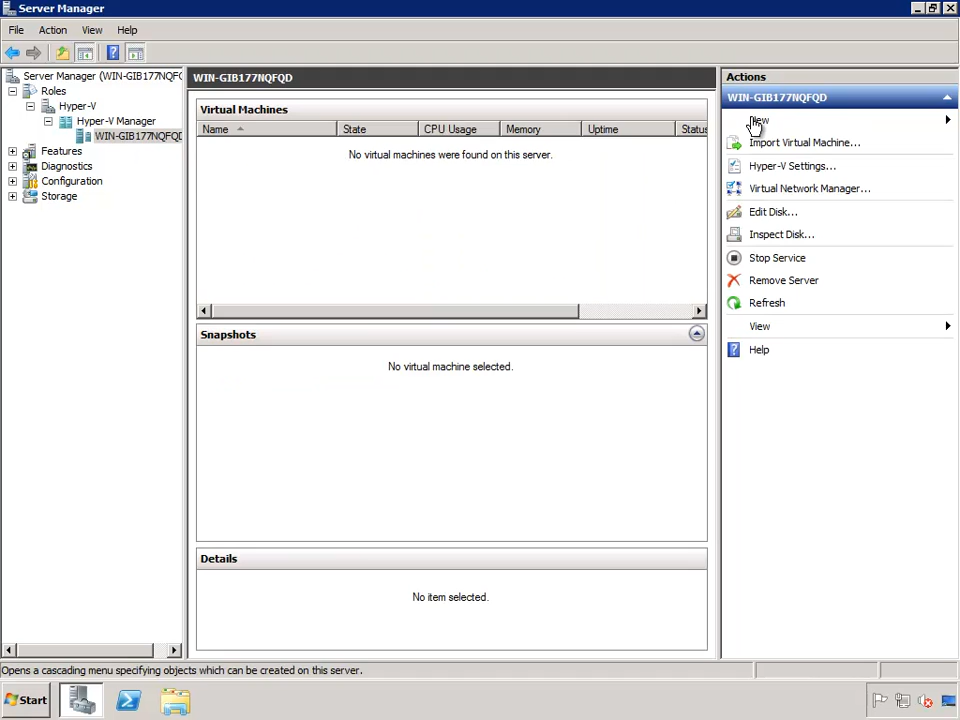 Server Manager
File Action View Help
Server Manager (WIN-GIB177NQFQ
Roles
Hyper-V
Hyper-V Manager
WIN-GIB177NQFQD
Features
Diagnostics
Configuration
Storage
WIN-GIB177NQFQD
Virtual Machines
Name State CPU Usage Memory Uptime Status
No virtual machines were found on this server.
Snapshots
No virtual machine selected.
Details
No item selected.
Actions
WIN-GIB177NQFQD
New
Import Virtual Machine...
Hyper-V Settings...
Virtual Network Manager...
Edit Disk...
Inspect Disk...
Stop Service
Remove Server
Refresh
View
Help
Opens a cascading menu specifying objects which can be created on this server.
Start